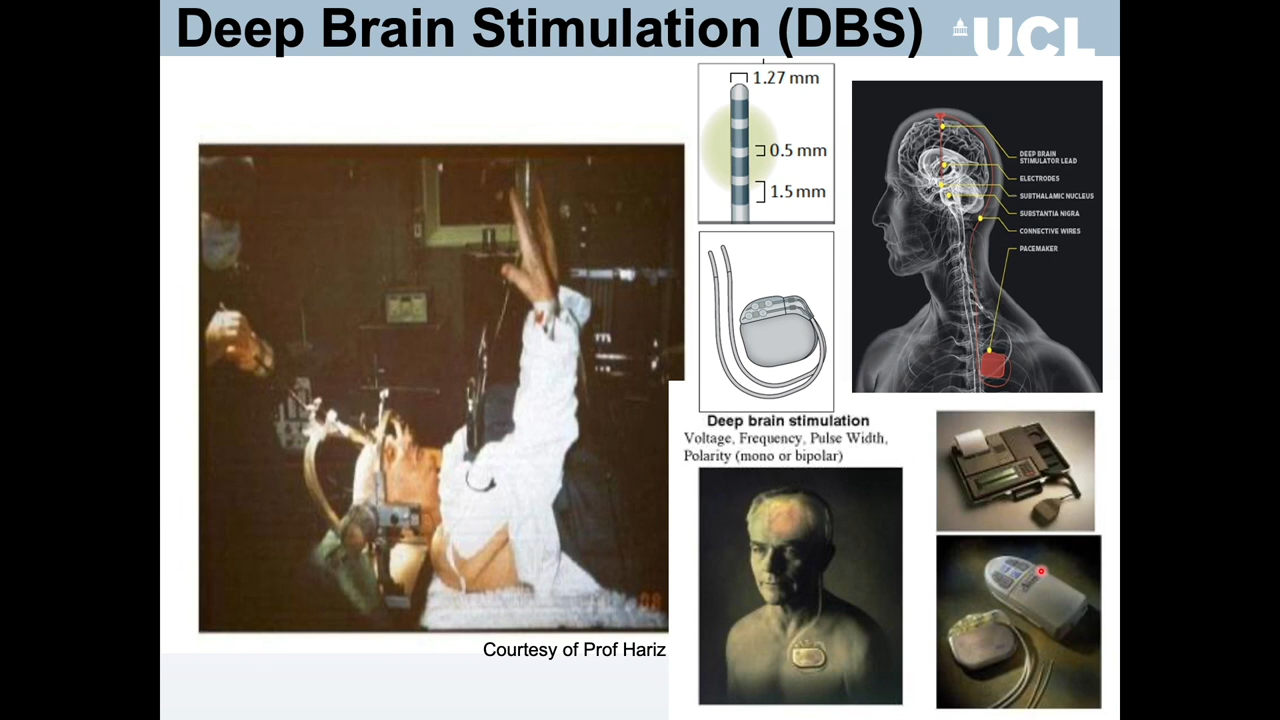 Deep Brain Stimulation (DBS)
UCL
1.27 mm
0.5 mm
1.5 mm
DEEP BRAIN
STIMULATOR LEAD
ELECTRODES
SUBTHALAMIC NUCLEUS
SUBSTANTIA NIGRA
CONNECTIVE WIRES
PACEMAKER
Deep brain stimulation
Voltage, Frequency, Pulse Width,
Polarity (mono or bipolar)
Courtesy of Prof Hariz